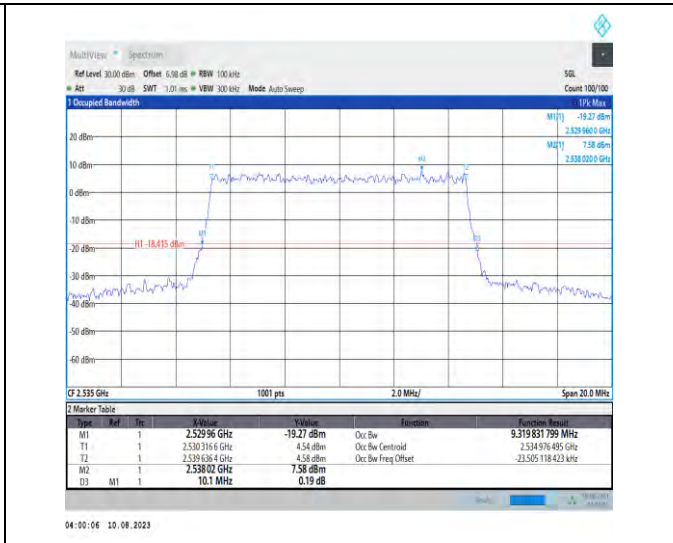 MultiView Spectrum
Ref Level 30.00 dBm Offset 6.98 dB RBW 100 kHz SGL
Att 30 dB SWT 1.01 ms VBW 300 kHz Mode Auto Sweep Count 100/100
1 Occupied Bandwidth 1Pk Max
M1[1] -19.27 dBm
2.529 960 0 GHz
M2[1] 7.58 dBm
2.538 020 0 GHz
20 dBm
10 dBm
0 dBm
-10 dBm
-20 dBm
-30 dBm
-40 dBm
-50 dBm
-60 dBm
T1
M2
T2
M1
D3
H1 -18.415 dBm
CF 2.535 GHz 1001 pts 2.0 MHz/ Span 20.0 MHz
2 Marker Table
Type Ref Trc X-Value Y-Value Function Function Result
M1 1 2.529 96 GHz -19.27 dBm Occ Bw 9.319 831 799 MHz
T1 1 2.530 316 6 GHz 4.54 dBm Occ Bw Centroid 2.534 976 495 GHz
T2 1 2.539 636 4 GHz 4.58 dBm Occ Bw Freq Offset -23.505 118 423 kHz
M2 1 2.538 02 GHz 7.58 dBm
D3 M1 1 10.1 MHz 0.19 dB
04:00:06 10.08.2023